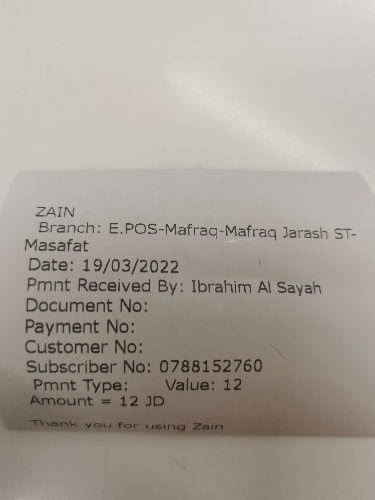 ZAIN
Branch: E.POS-Mafraq-Mafraq Jarash ST-
Masafat
Date: 19/03/2022
Pmnt Received By: Ibrahim Al Sayah
Document No:
Payment No:
Customer No:
Subscriber No: 0788152760
Pmnt Type: Value: 12
Amount = 12 JD
Thank you for using Zain